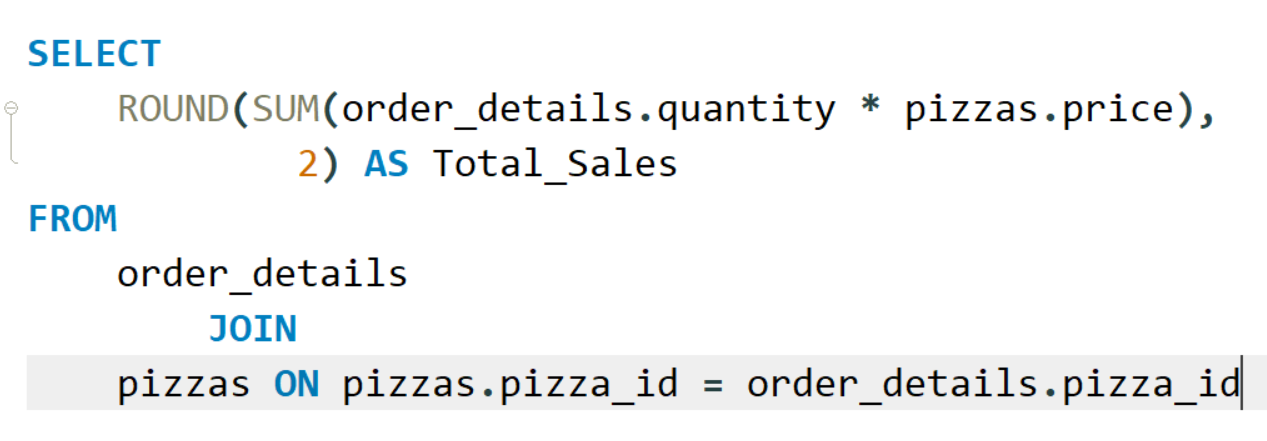 SELECT
ROUND(SUM(order_details.quantity * pizzas.price),
2) AS Total_Sales
FROM
order_details
JOIN
pizzas ON pizzas.pizza_id = order_details.pizza_id